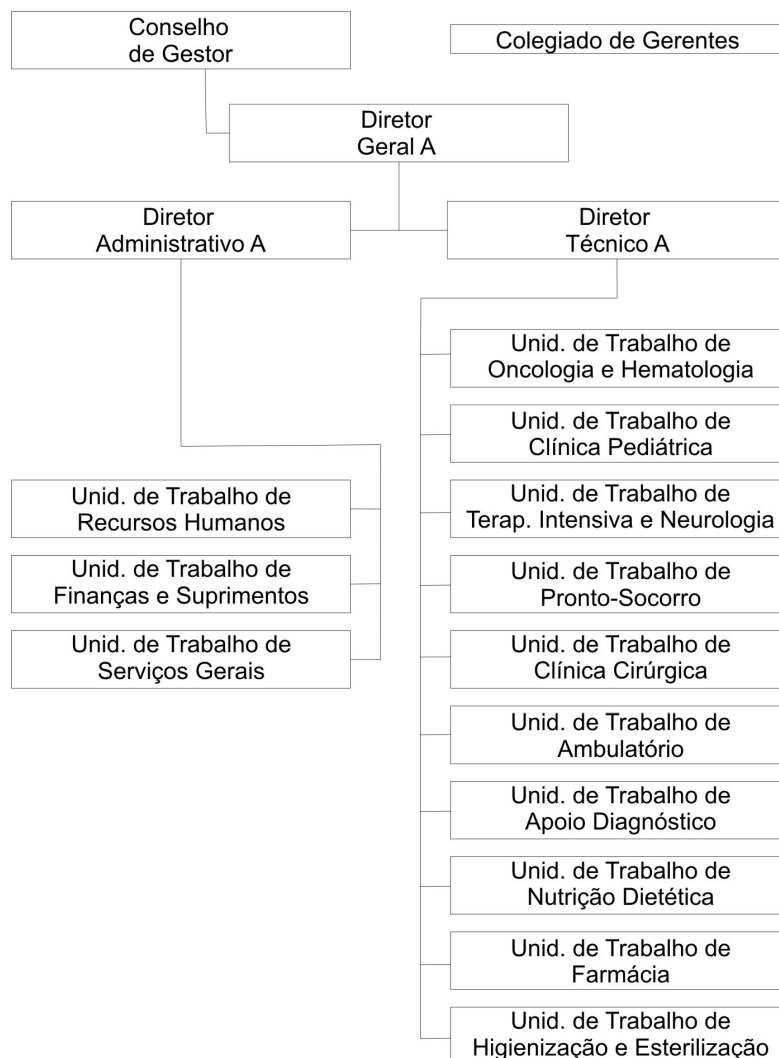 Conselho
de Gestor
Colegiado de Gerentes
Diretor
Geral A
Diretor
Administrativo A
Diretor
Técnico A
Unid. de Trabalho de
Oncologia e Hematologia
Unid. de Trabalho de
Clínica Pediátrica
Unid. de Trabalho de
Recursos Humanos
Unid. de Trabalho de
Terap. Intensiva e Neurologia
Unid. de Trabalho de
Finanças e Suprimentos
Unid. de Trabalho de
Pronto-Socorro
Unid. de Trabalho de
Serviços Gerais
Unid. de Trabalho de
Clínica Cirúrgica
Unid. de Trabalho de
Ambulatório
Unid. de Trabalho de
Apoio Diagnóstico
Unid. de Trabalho de
Nutrição Dietética
Unid. de Trabalho de
Farmácia
Unid. de Trabalho de
Higienização e Esterilização